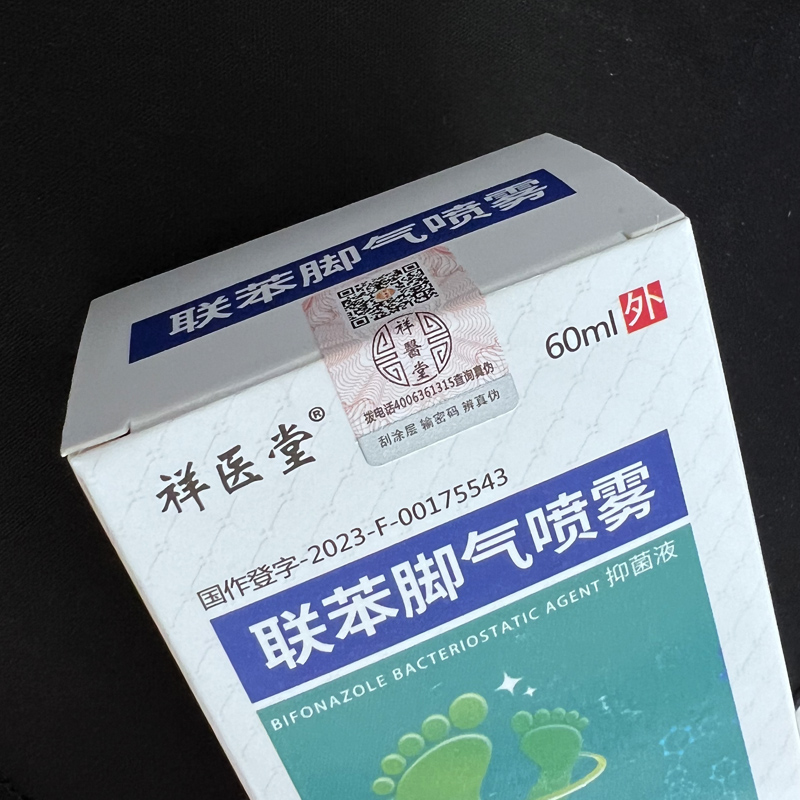 联苯脚气喷雾
祥醫堂
拨电话4006361315查询真伪
刮涂层 输密码 辨真伪
60ml 外
祥医堂®
国作登字-2023-F-00175543
联苯脚气喷雾
BIFONAZOLE BACTERIOSTATIC AGENT 抑菌液